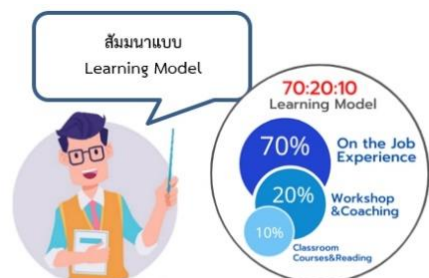 สัมมนาแบบ
Learning Model
70:20:10
Learning Model
70%
On the Job
Experience
20%
Workshop
&Coaching
10%
Classroom
Courses&Reading